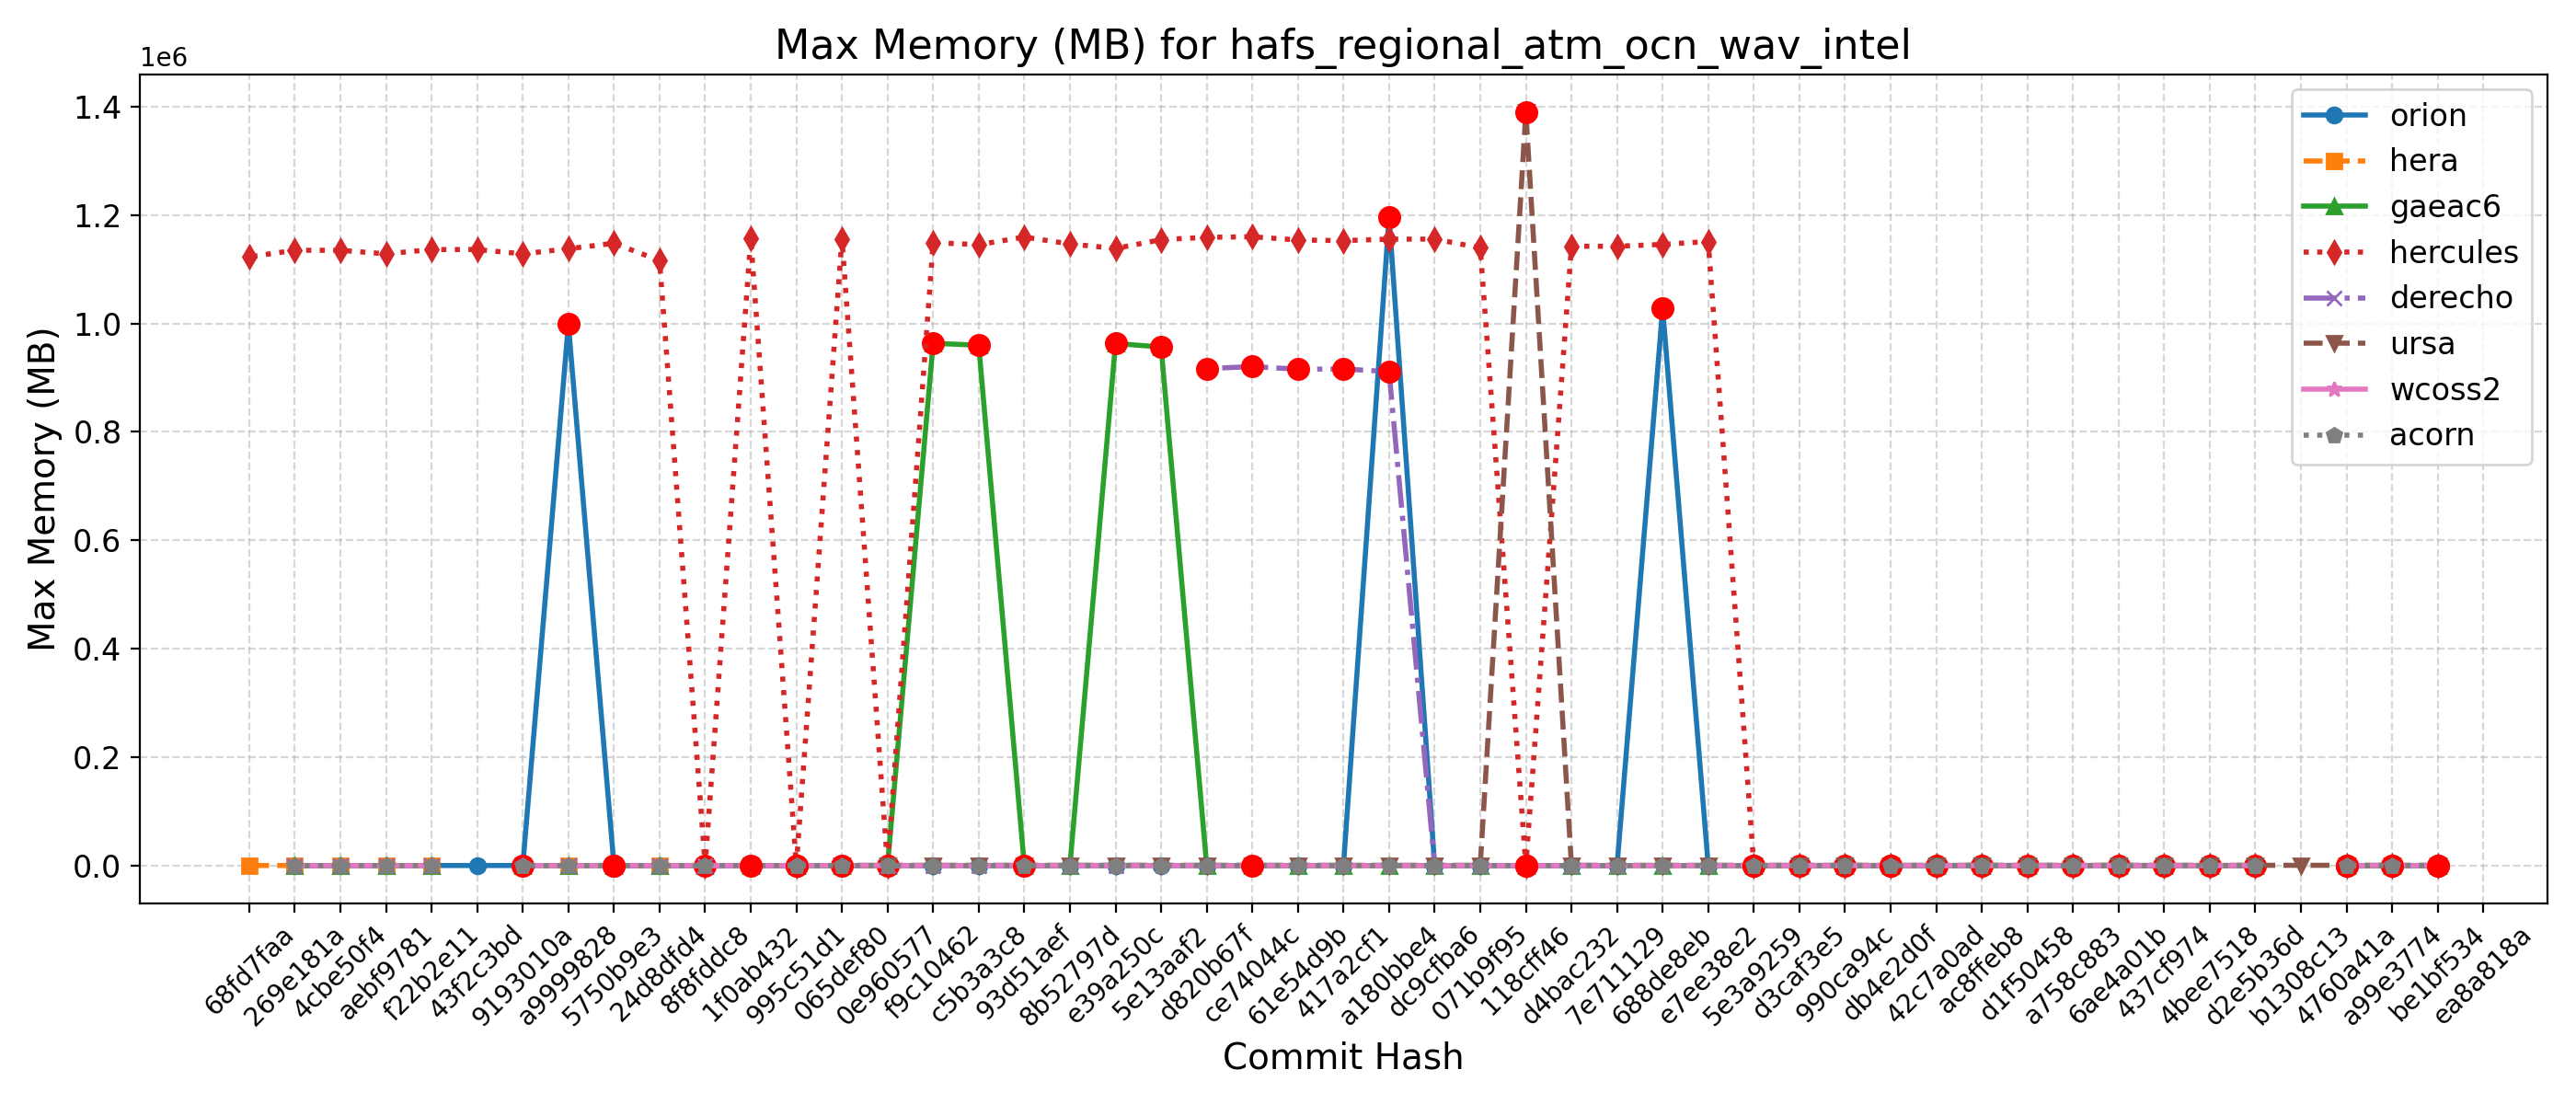 Max Memory (MB) for hafs_regional_atm_ocn_wav_intel
1e6
1.4
1.2
1.0
0.8
0.6
0.4
0.2
0.0
Max Memory (MB)
orion
hera
gaeac6
hercules
derecho
ursa
wcoss2
acorn
68fd7faa
269e181a
4cbe50f4
aebf9781
f22b2e11
43f2c3bd
9193010a
a9999828
5750b9e3
24d8dfd4
8f8fddc8
1f0ab432
995c51d1
065def80
0e960577
f9c10462
c5b3a3c8
93d51aef
8b52797d
e39a250c
5e13aaf2
d820b67f
ce74044c
61e54d9b
417a2cf1
a180bbe4
dc9cfba6
071b9f95
118cff46
d4bac232
7e711129
688de8eb
e7ee38e2
5e3a9259
d3caf3e5
990ca94c
db4e2d0f
42c7a0ad
ac8ffeb8
d1f50458
a758c883
6ae4a01b
437cf974
4bee7518
d2e5b36d
b1308c13
4760a41a
a99e3774
be1bf534
ea8a818a
Commit Hash